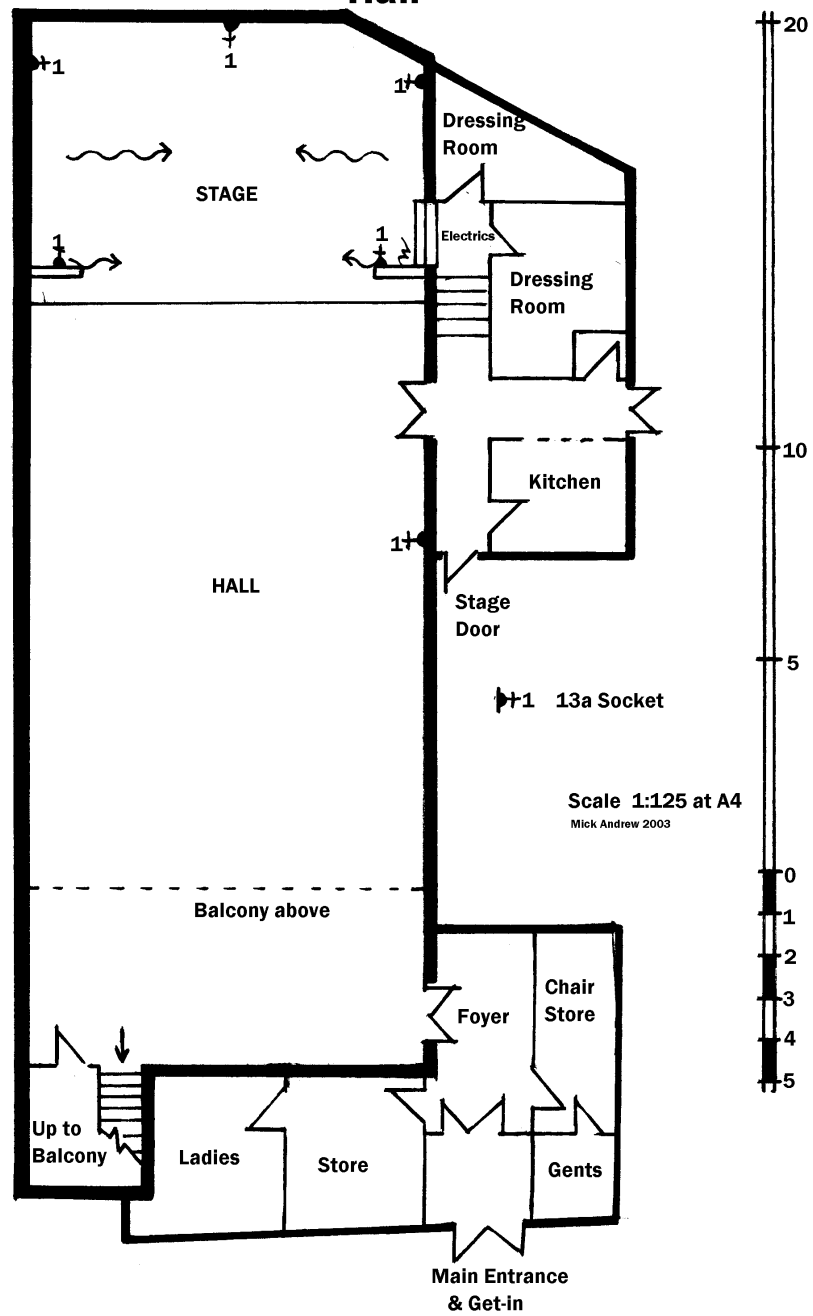 Hall
20
1
1
1
Dressing
Room
STAGE
1
1
Electrics
Dressing
Room
10
Kitchen
1
HALL
Stage
Door
5
1 13a Socket
Scale 1:125 at A4
Mick Andrew 2003
0
Balcony above
1
2
Chair
Store
Foyer
3
4
5
Up to
Balcony
Ladies
Store
Gents
Main Entrance
& Get-in